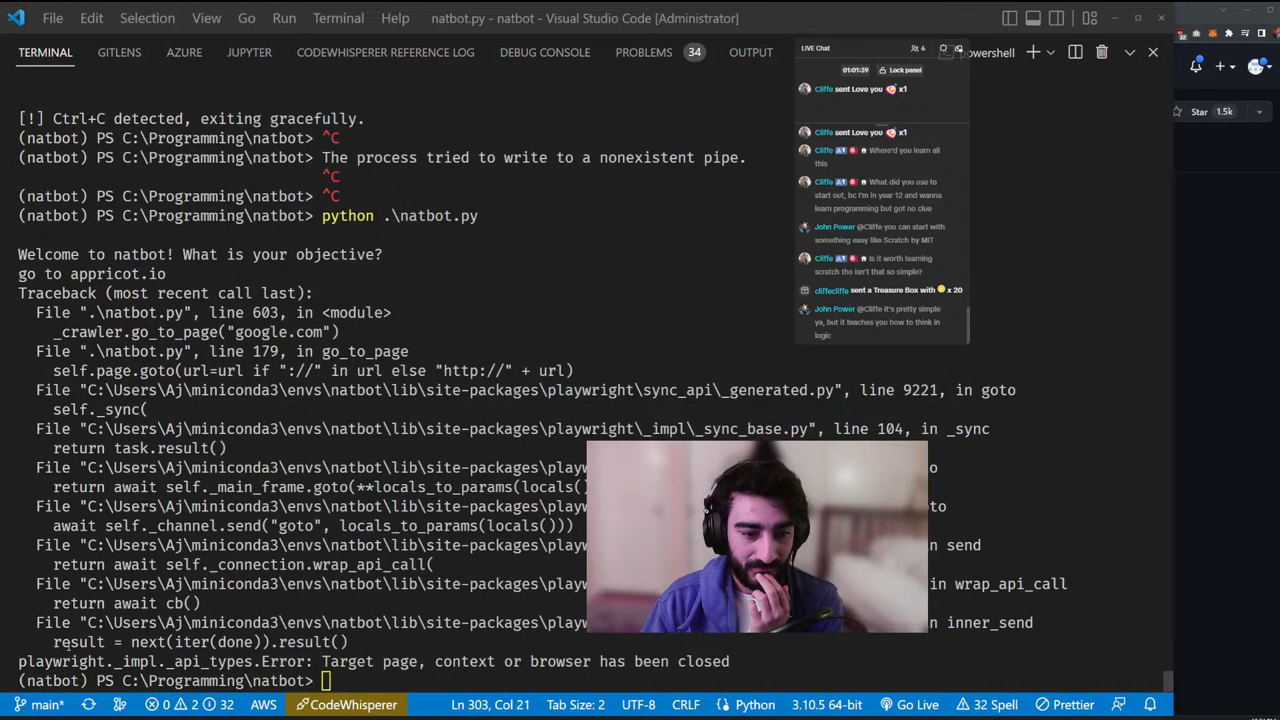 File Edit Selection View Go Run Terminal Help natbot.py - natbot - Visual Studio Code [Administrator]
TERMINAL GITLENS AZURE JUPYTER CODEWHISPERER REFERENCE LOG DEBUG CONSOLE PROBLEMS 34 OUTPUT powershell
[!] Ctrl+C detected, exiting gracefully.
(natbot) PS C:\Programming\natbot> ^C
(natbot) PS C:\Programming\natbot> The process tried to write to a nonexistent pipe.
^C
(natbot) PS C:\Programming\natbot> ^C
(natbot) PS C:\Programming\natbot> python .\natbot.py
Welcome to natbot! What is your objective?
go to appricot.io
Traceback (most recent call last):
File ".\natbot.py", line 603, in <module>
_crawler.go_to_page("google.com")
File ".\natbot.py", line 179, in go_to_page
self.page.goto(url=url if "://" in url else "http://" + url)
File "C:\Users\Aj\miniconda3\envs\natbot\lib\site-packages\playwright\sync_api\_generated.py", line 9221, in goto
self._sync(
File "C:\Users\Aj\miniconda3\envs\natbot\lib\site-packages\playwright\_impl\_sync_base.py", line 104, in _sync
return task.result()
File "C:\Users\Aj\miniconda3\envs\natbot\lib\site-packages\playw to
return await self._main_frame.goto(**locals_to_params(locals()
File "C:\Users\Aj\miniconda3\envs\natbot\lib\site-packages\playw oto
await self._channel.send("goto", locals_to_params(locals()))
File "C:\Users\Aj\miniconda3\envs\natbot\lib\site-packages\playw n send
return await self._connection.wrap_api_call(
File "C:\Users\Aj\miniconda3\envs\natbot\lib\site-packages\playw in wrap_api_call
return await cb()
File "C:\Users\Aj\miniconda3\envs\natbot\lib\site-packages\playw inner_send
result = next(iter(done)).result()
playwright._impl._api_types.Error: Target page, context or browser has been closed
(natbot) PS C:\Programming\natbot>
LIVE Chat 6
01:01:39 Lock panel
Cliffe sent Love you x1
Cliffe sent Love you x1
Cliffe Where'd you learn all
this
Cliffe What did you use to
start out, bc I'm in year 12 and wanna
learn programming but got no clue
John Power @Cliffe you can start with
something easy like Scratch by MIT
Cliffe Is it worth learning
scratch tho isn't that so simple?
cliffecliffe sent a Treasure Box with x 20
John Power @Cliffe it's pretty simple
ya, but it teaches you how to think in
logic
Star 1.5k
main* 0 2 32 AWS CodeWhisperer Ln 303, Col 21 Tab Size: 2 UTF-8 CRLF Python 3.10.5 64-bit Go Live 32 Spell Prettier